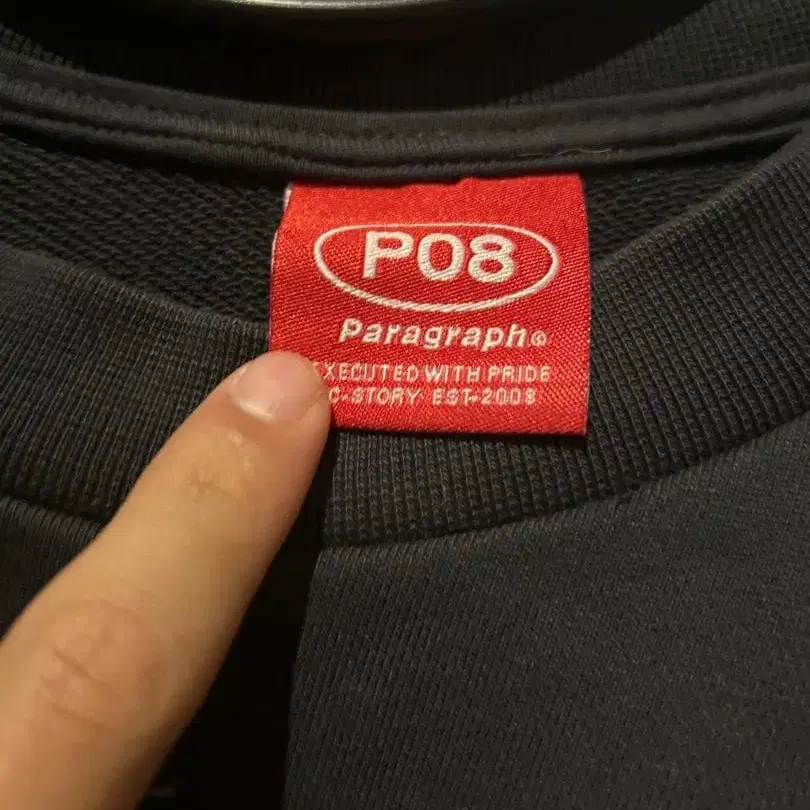 P08
Paragraph®
EXECUTED WITH PRIDE
C-STORY EST-2008